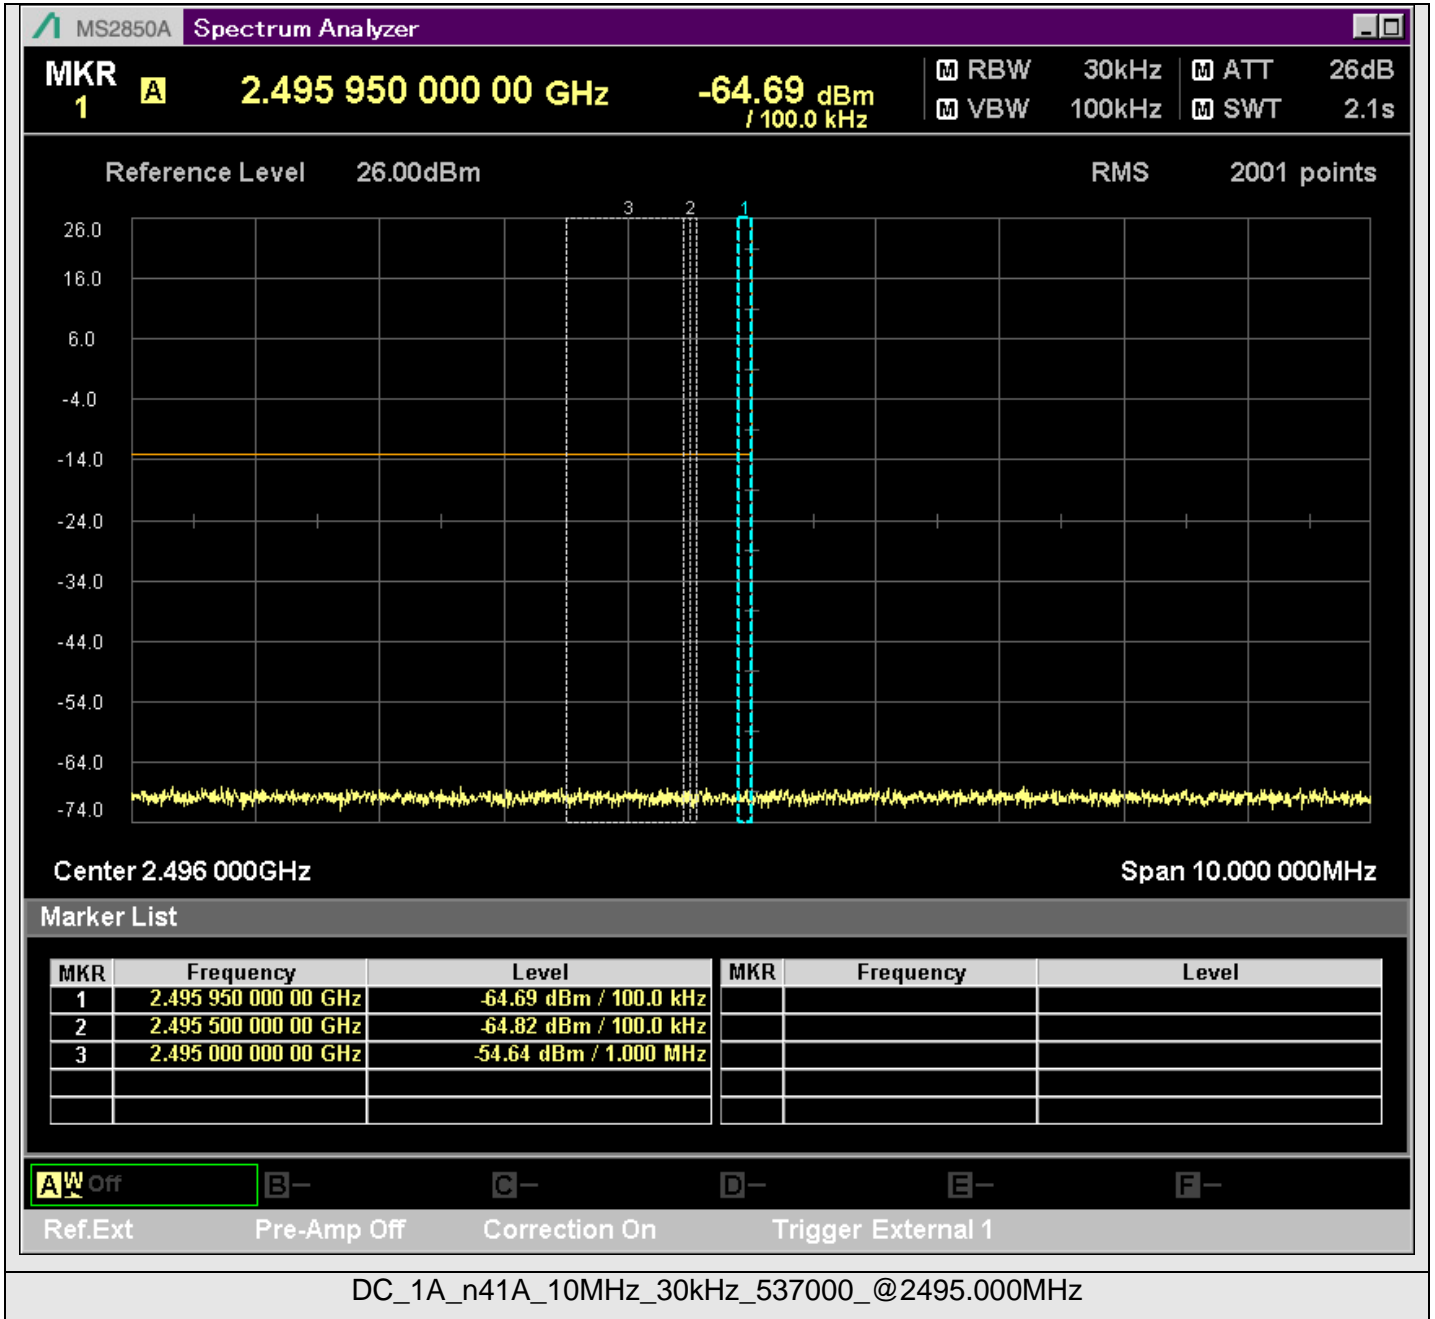 MS2850A Spectrum Analyzer
MKR 1 A 2.495 950 000 00 GHz -64.69 dBm / 100.0 kHz
M RBW 30kHz M ATT 26dB
M VBW 100kHz M SWT 2.1s
Reference Level 26.00dBm RMS 2001 points
3 2 1
26.0
16.0
6.0
-4.0
-14.0
-24.0
-34.0
-44.0
-54.0
-64.0
-74.0
Center 2.496 000GHz Span 10.000 000MHz
Marker List
MKR Frequency Level MKR Frequency Level
1 2.495 950 000 00 GHz -64.69 dBm / 100.0 kHz
2 2.495 500 000 00 GHz -64.82 dBm / 100.0 kHz
3 2.495 000 000 00 GHz -54.64 dBm / 1.000 MHz
A W Off B- C- D- E- F-
Ref.Ext Pre-Amp Off Correction On Trigger External 1
DC_1A_n41A_10MHz_30kHz_537000_@2495.000MHz